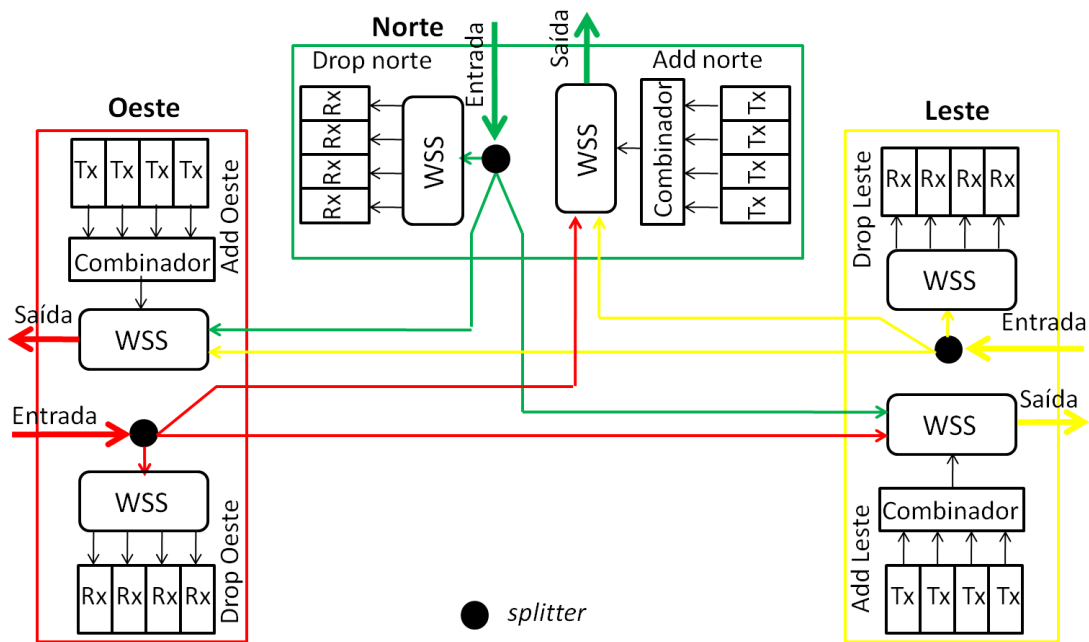 Norte
Entrada
Saída
Drop norte
Add norte
Rx
Rx
Rx
Rx
WSS
WSS
Combinador
Tx
Tx
Tx
Tx
Oeste
Tx Tx Tx Tx
Add Oeste
Combinador
Saída
WSS
Entrada
WSS
Rx Rx Rx Rx
Drop Oeste
Leste
Drop Leste
Rx Rx Rx Rx
WSS
Entrada
WSS
Saída
Combinador
Add Leste
Tx Tx Tx Tx
splitter